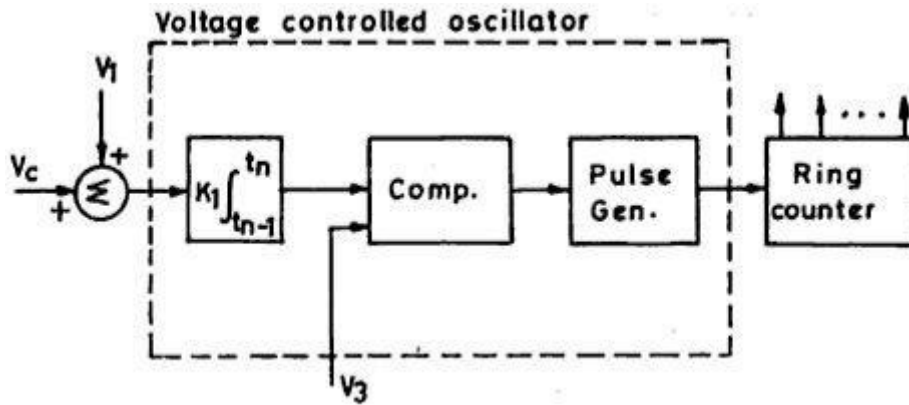 Voltage controlled oscillator
V1
Vc
+
+
Σ
K1 ∫ tn
tn-1
Comp.
Pulse
Gen.
Ring
counter
...
V3